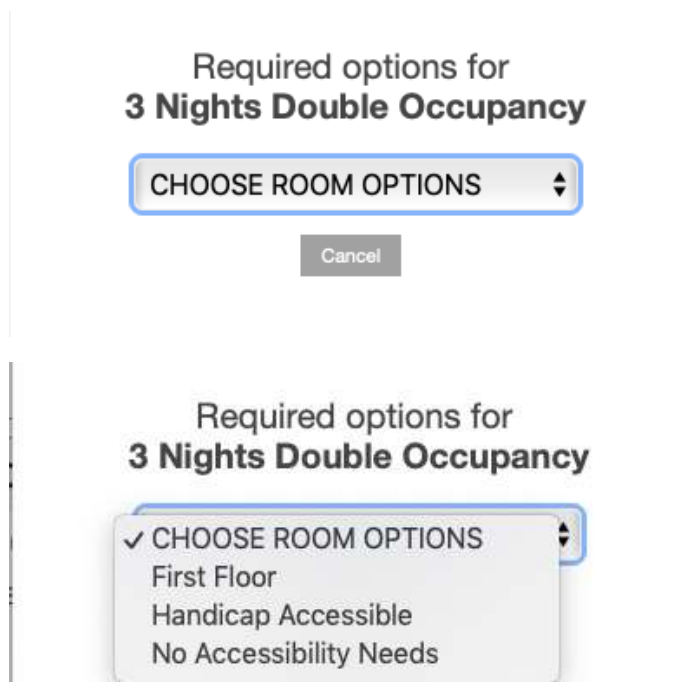 Required options for
3 Nights Double Occupancy
CHOOSE ROOM OPTIONS
Cancel
Required options for
3 Nights Double Occupancy
CHOOSE ROOM OPTIONS
First Floor
Handicap Accessible
No Accessibility Needs